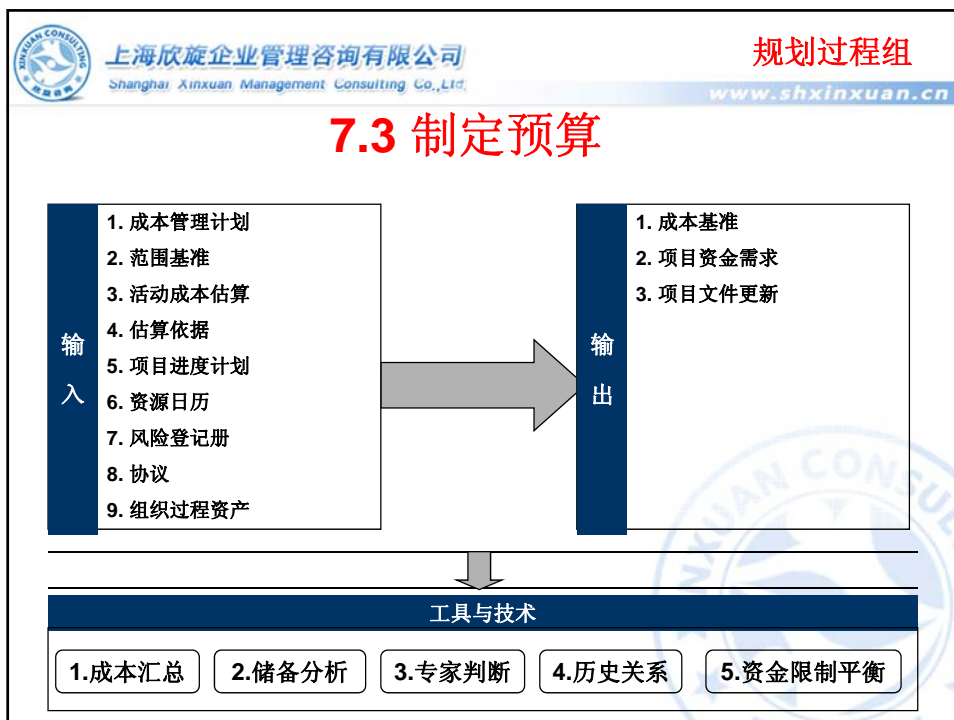 XINXUAN CONSULTING
欣旋咨询
上海欣旋企业管理咨询有限公司
Shanghai Xinxuan Management Consulting Co.,Ltd.
规划过程组
www.shxinxuan.cn
7.3 制定预算
输入
1. 成本管理计划
2. 范围基准
3. 活动成本估算
4. 估算依据
5. 项目进度计划
6. 资源日历
7. 风险登记册
8. 协议
9. 组织过程资产
输出
1. 成本基准
2. 项目资金需求
3. 项目文件更新
工具与技术
1.成本汇总
2.储备分析
3.专家判断
4.历史关系
5.资金限制平衡